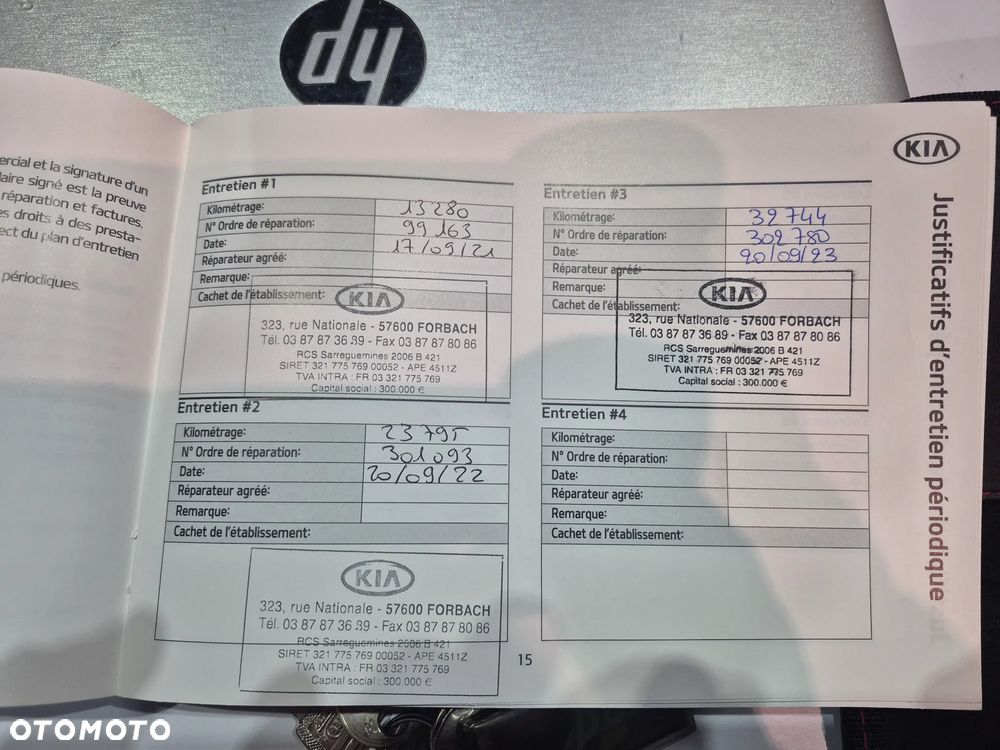 hp
ercial et la signature d'un
laire signé est la preuve
réparation et factures.
es droits à des presta-
ect du plan d'entretien
périodiques.
KIA
Justificatifs d'entretien périodique
Entretien #1
Kilométrage: 13280
N° Ordre de réparation: 99163
Date: 17/09/21
Réparateur agréé:
Remarque:
Cachet de l'établissement:
KIA
323, rue Nationale - 57600 FORBACH
Tél. 03 87 87 36 39 - Fax 03 87 87 80 86
RCS Sarreguemines 2006 B 421
SIRET 321 775 769 00052 - APE 4511Z
TVA INTRA : FR 03 321 775 769
Capital social : 300.000 €
Entretien #2
Kilométrage: 23795
N° Ordre de réparation: 301093
Date: 20/09/22
Réparateur agréé:
Remarque:
Cachet de l'établissement:
KIA
323, rue Nationale - 57600 FORBACH
Tél. 03 87 87 36 39 - Fax 03 87 87 80 86
RCS Sarreguemines 2006 B 421
SIRET 321 775 769 00052 - APE 4511Z
TVA INTRA : FR 03 321 775 769
Capital social : 300.000 €
Entretien #3
Kilométrage: 32744
N° Ordre de réparation: 302780
Date: 20/09/23
Réparateur agréé:
Remarque:
Cachet de l'établissement:
KIA
323, rue Nationale - 57600 FORBACH
Tél. 03 87 87 36 89 - Fax 03 87 87 80 86
RCS Sarreguemines 2006 B 421
SIRET 321 775 769 00052 - APE 4511Z
TVA INTRA : FR 03 321 775 769
Capital social : 300.000 €
Entretien #4
Kilométrage:
N° Ordre de réparation:
Date:
Réparateur agréé:
Remarque:
Cachet de l'établissement:
15
OTOMOTO